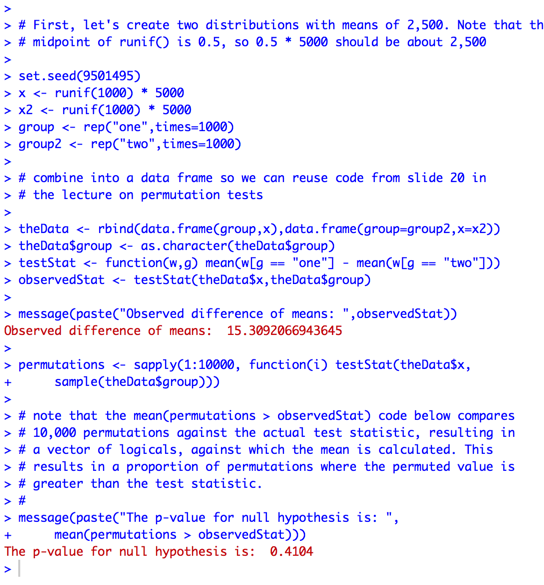 >
> # First, let's create two distributions with means of 2,500. Note that th
> # midpoint of runif() is 0.5, so 0.5 * 5000 should be about 2,500
>
> set.seed(9501495)
> x <- runif(1000) * 5000
> x2 <- runif(1000) * 5000
> group <- rep("one",times=1000)
> group2 <- rep("two",times=1000)
>
> # combine into a data frame so we can reuse code from slide 20 in
> # the lecture on permutation tests
>
> theData <- rbind(data.frame(group,x),data.frame(group=group2,x=x2))
> theData$group <- as.character(theData$group)
> testStat <- function(w,g) mean(w[g == "one"] - mean(w[g == "two"]))
> observedStat <- testStat(theData$x,theData$group)
>
> message(paste("Observed difference of means: ",observedStat))
Observed difference of means:  15.3092066943645
>
> permutations <- sapply(1:10000, function(i) testStat(theData$x,
+     sample(theData$group)))
>
> # note that the mean(permutations > observedStat) code below compares
> # 10,000 permutations against the actual test statistic, resulting in
> # a vector of logicals, against which the mean is calculated. This
> # results in a proportion of permutations where the permuted value is
> # greater than the test statistic.
> #
> message(paste("The p-value for null hypothesis is: ",
+     mean(permutations > observedStat)))
The p-value for null hypothesis is:  0.4104
>